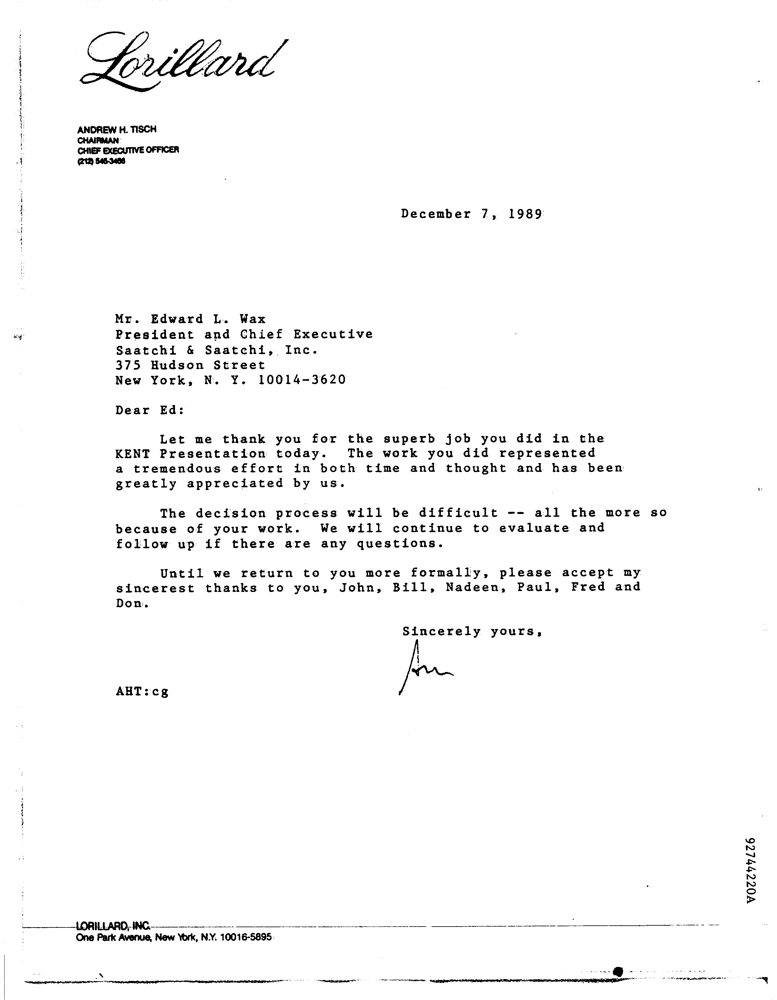 Lorillard
ANDREW H. TISCH
CHAIRMAN
CHIEF EXECUTIVE OFFICER
(212) 545-3466
December 7, 1989
Mr. Edward L. Wax
President and Chief Executive
Saatchi & Saatchi, Inc.
375 Hudson Street
New York, N. Y. 10014-3620
Dear Ed:
Let me thank you for the superb job you did in the
KENT Presentation today. The work you did represented
a tremendous effort in both time and thought and has been
greatly appreciated by us.
The decision process will be difficult -- all the more so
because of your work. We will continue to evaluate and
follow up if there are any questions.
Until we return to you more formally, please accept my
sincerest thanks to you, John, Bill, Nadeen, Paul, Fred and
Don.
Sincerely yours,
AHT:cg
92744220A
LORILLARD, INC.
One Park Avenue, New York, N.Y. 10016-5895